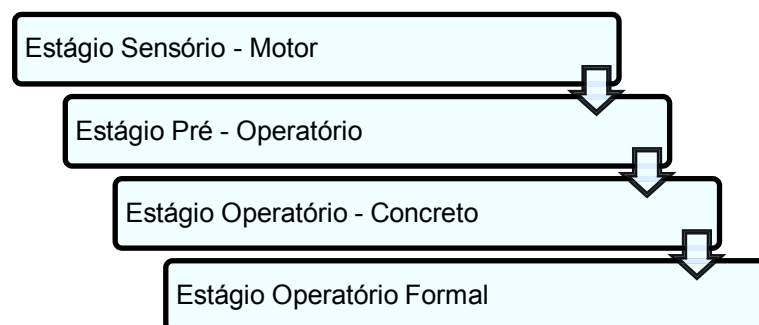 Estágio Sensório - Motor
Estágio Pré - Operatório
Estágio Operatório - Concreto
Estágio Operatório Formal